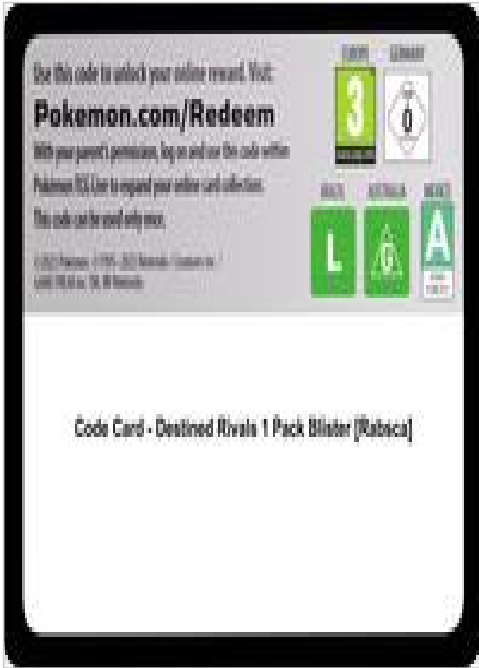 Use this code to unlock your online reward. Visit:
Pokemon.com/Redeem
With your parent's permission, log on and use this code within
Pokémon TCG Live to expand your online card collection.
This code can be used only once.
EUROPE GERMANY
3
0
BRAZIL AUSTRALIA MEXICO
L
G
A
Code Card - Destined Rivals 1 Pack Blister [Rabsca]